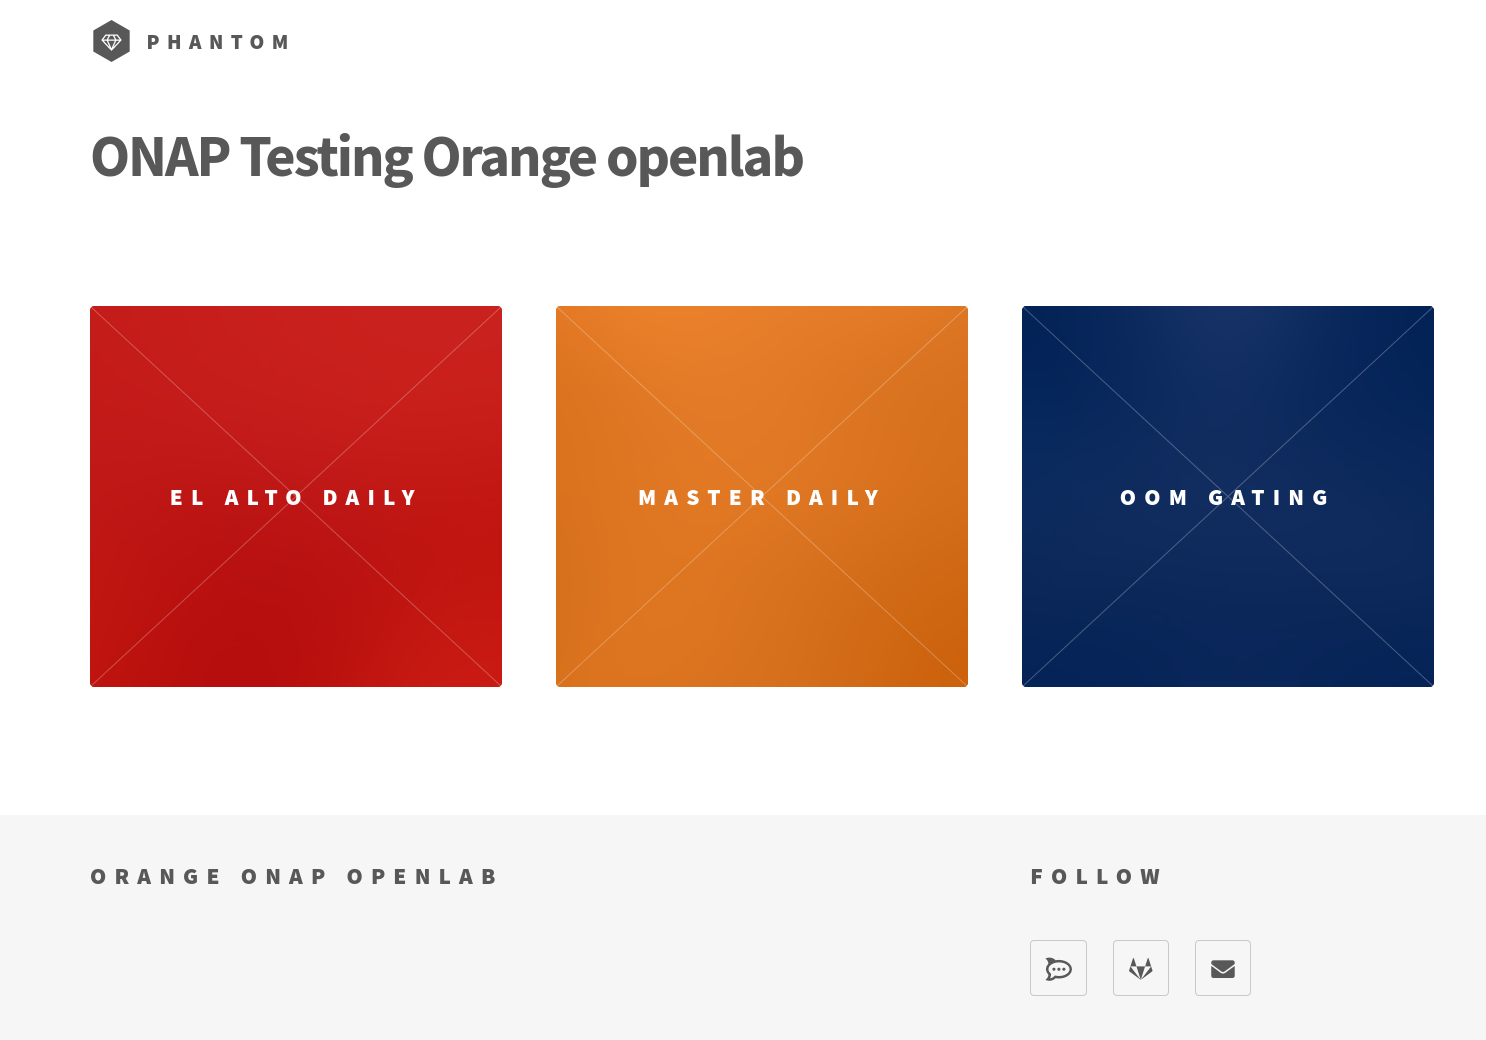 PHANTOM
ONAP Testing Orange openlab
EL ALTO DAILY
MASTER DAILY
OOM GATING
ORANGE ONAP OPENLAB
FOLLOW